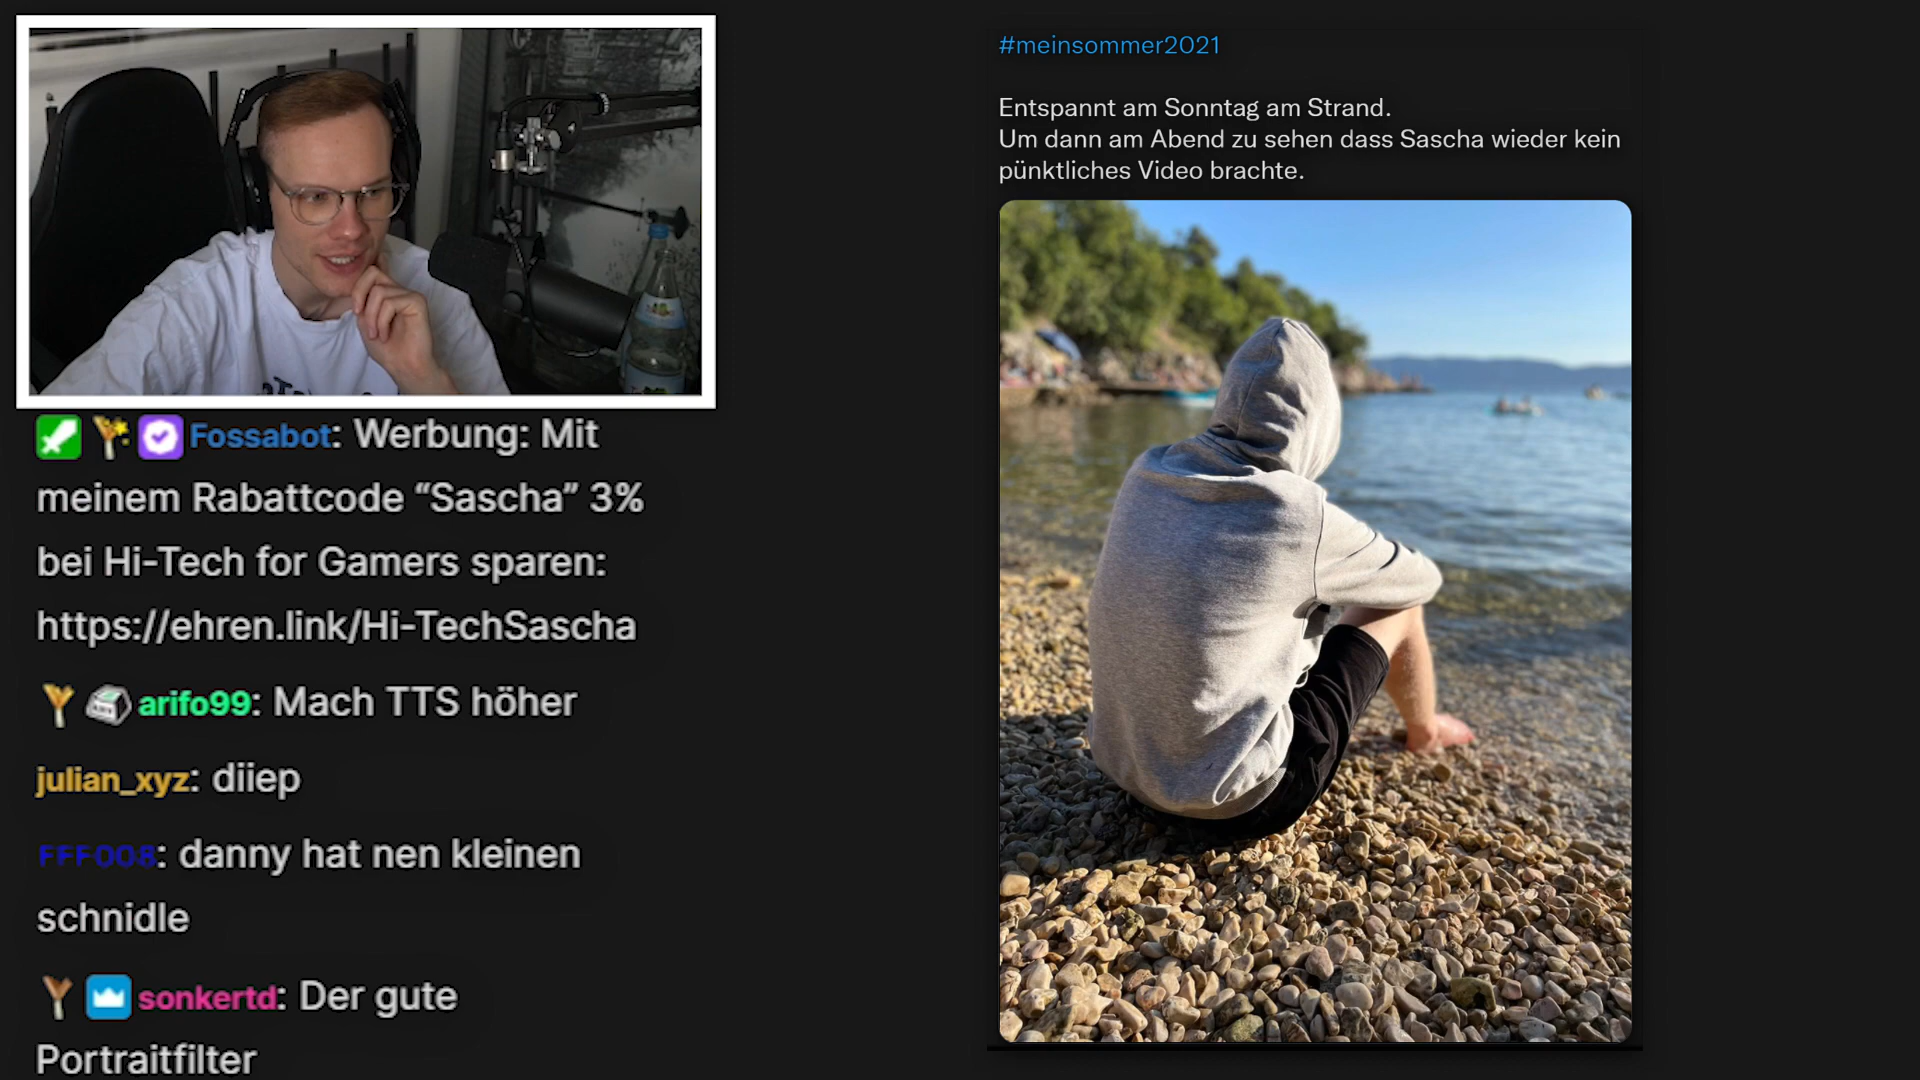 #meinsommer2021
Entspannt am Sonntag am Strand.
Um dann am Abend zu sehen dass Sascha wieder kein
pünktliches Video brachte.
Fossabot: Werbung: Mit
meinem Rabattcode “Sascha” 3%
bei Hi-Tech for Gamers sparen:
https://ehren.link/Hi-TechSascha
arifo99: Mach TTS höher
julian_xyz: diiep
FFF008: danny hat nen kleinen
schnidle
sonkertd: Der gute
Portraitfilter